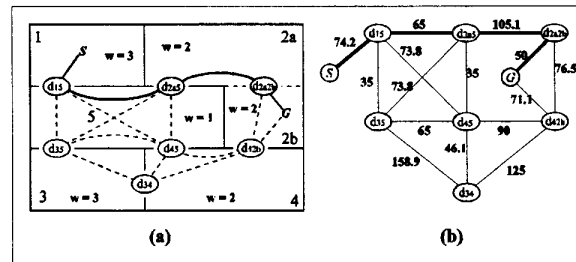 1
w = 3
w = 2
2a
S
d15
d2a5
d2a2b
G
5
w = 1
w = 2
d35
d45
d42b
2b
d34
3
w = 3
w = 2
4
(a)
65
105.1
74.2
d15
d2a5
d2a2b
73.8
50
S
G
76.5
35
73.8
35
71.1
d35
65
d45
90
d42b
46.1
158.9
125
d34
(b)